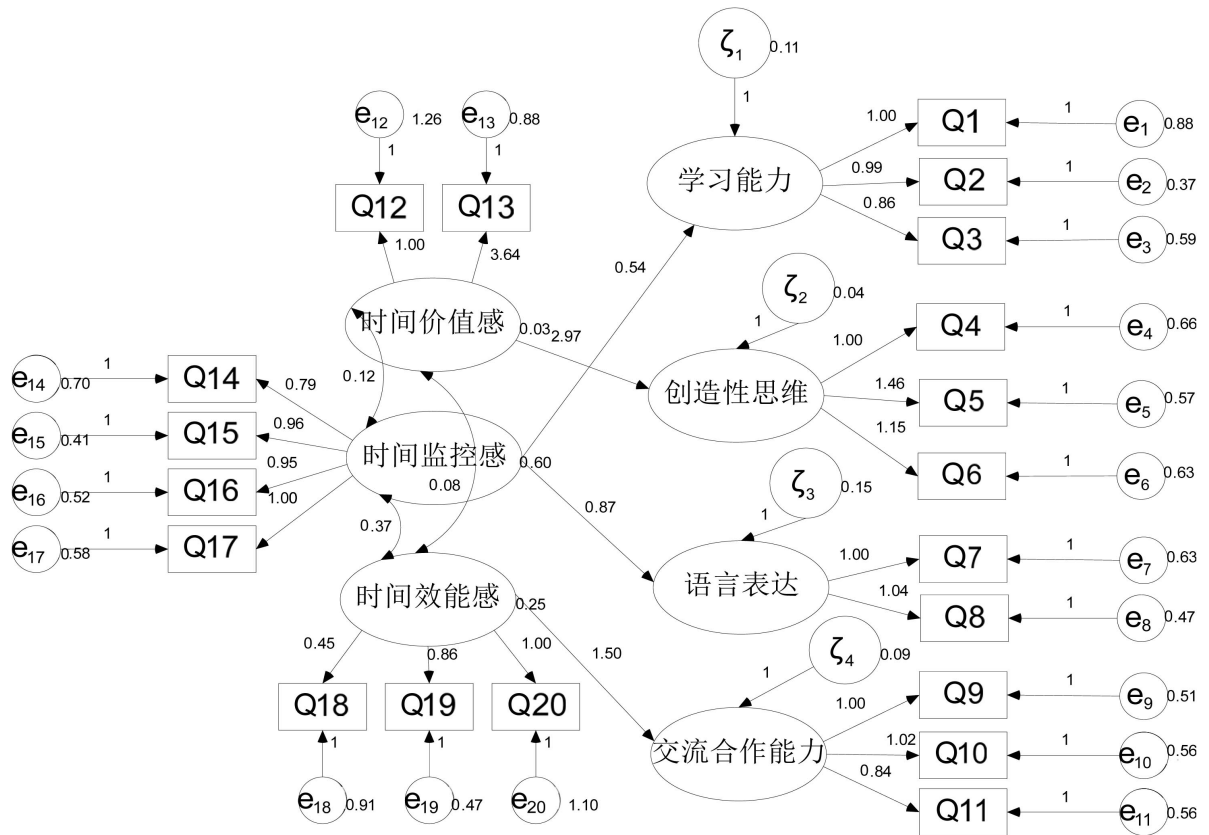 ζ1 0.11
1
e12 1.26
e13 0.88
1
1
Q12
Q13
1.00
3.64
学习能力
1.00
0.99
0.86
Q1
1
e1 0.88
Q2
1
e2 0.37
Q3
1
e3 0.59
0.54
时间价值感
0.03
2.97
0.12
ζ2 0.04
1
创造性思维
1.00
1.46
1.15
Q4
1
e4 0.66
Q5
1
e5 0.57
Q6
1
e6 0.63
e14 0.70
1
Q14
0.79
e15 0.41
1
Q15
0.96
e16 0.52
1
Q16
0.95
e17 0.58
1
Q17
1.00
时间监控感
0.60
0.08
0.37
0.87
ζ3 0.15
1
语言表达
1.00
1.04
Q7
1
e7 0.63
Q8
1
e8 0.47
时间效能感
0.25
0.45
0.86
1.00
1.50
Q18
Q19
Q20
1
1
1
e18 0.91
e19 0.47
e20 1.10
ζ4 0.09
1
交流合作能力
1.00
1.02
0.84
Q9
1
e9 0.51
Q10
1
e10 0.56
Q11
1
e11 0.56